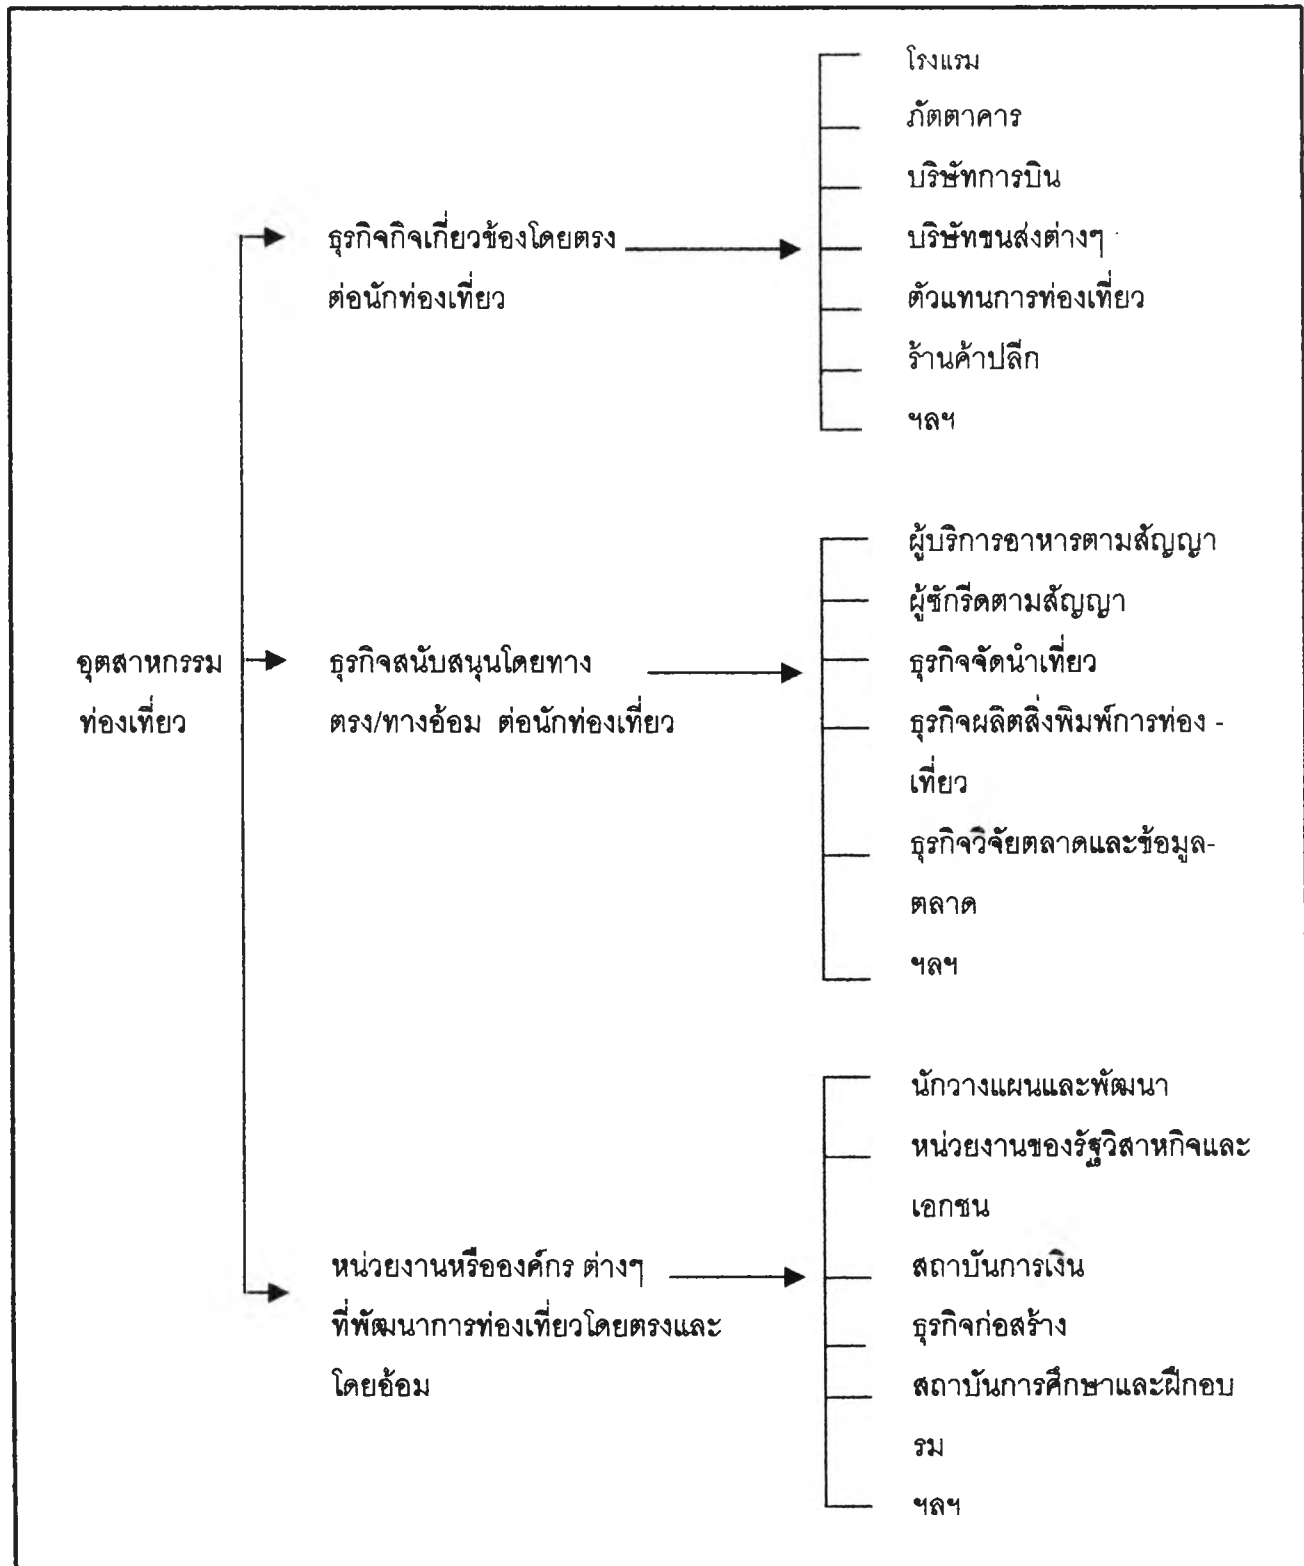 อุตสาหกรรม
ท่องเที่ยว
ธุรกิจกิจเกี่ยวข้องโดยตรง
ต่อนักท่องเที่ยว
โรงแรม
ภัตตาคาร
บริษัทการบิน
บริษัทขนส่งต่างๆ
ตัวแทนการท่องเที่ยว
ร้านค้าปลีก
ฯลฯ
ธุรกิจสนับสนุนโดยทาง
ตรง/ทางอ้อม ต่อนักท่องเที่ยว
ผู้บริการอาหารตามสัญญา
ผู้ซักรีดตามสัญญา
ธุรกิจจัดนำเที่ยว
ธุรกิจผลิตสิ่งพิมพ์การท่อง -
เที่ยว
ธุรกิจวิจัยตลาดและข้อมูล-
ตลาด
ฯลฯ
หน่วยงานหรือองค์กร ต่างๆ
ที่พัฒนาการท่องเที่ยวโดยตรงและ
โดยอ้อม
นักวางแผนและพัฒนา
หน่วยงานของรัฐวิสาหกิจและ
เอกชน
สถาบันการเงิน
ธุรกิจก่อสร้าง
สถาบันการศึกษาและฝึกอบ
รม
ฯลฯ